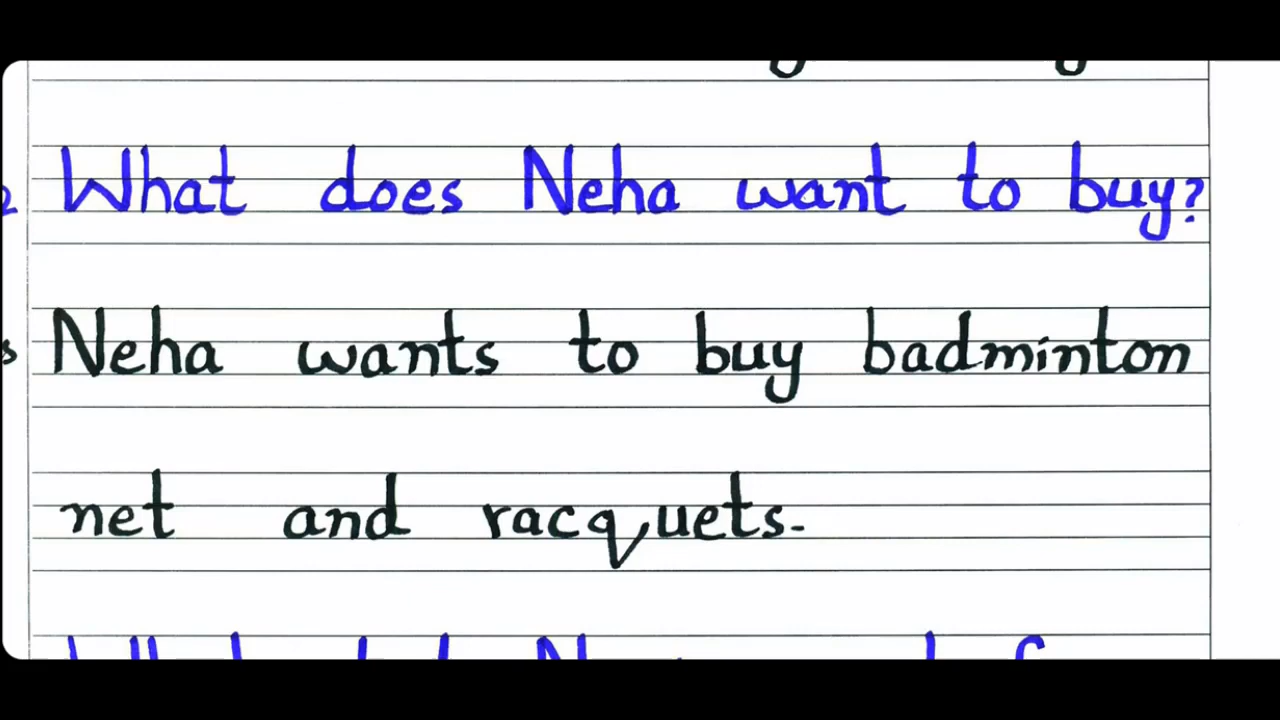 What does Neha want to buy?
Neha wants to buy badminton
net and racquets.